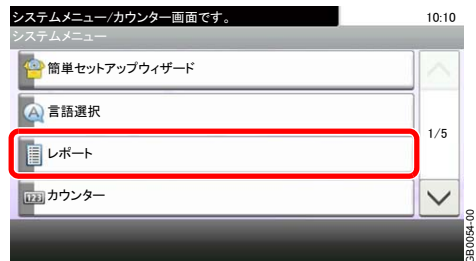 システムメニュー/カウンター画面です。 10:10
システムメニュー
簡単セットアップウィザード
言語選択
1/5
レポート
123 カウンター
GB0054-00